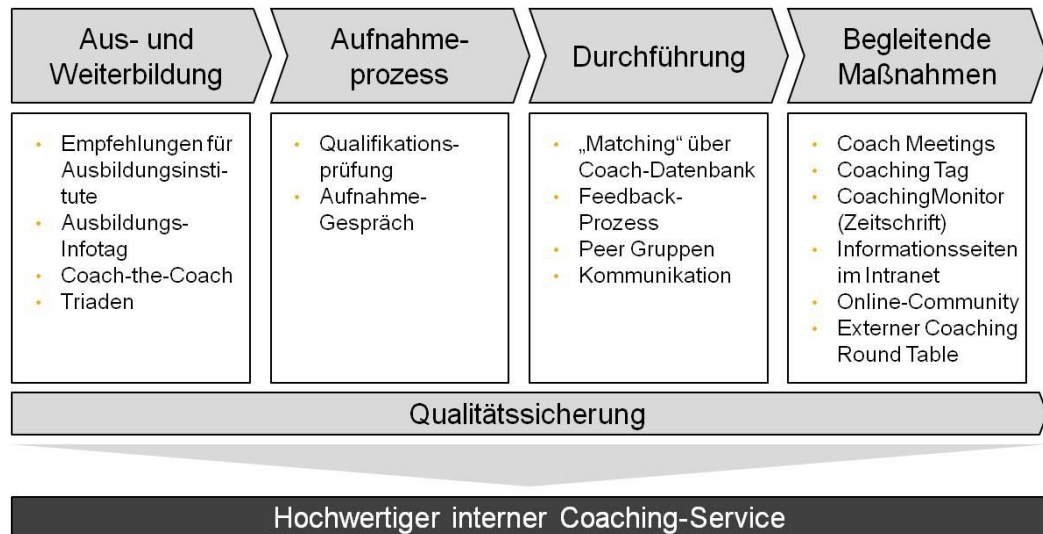 Aus- und
Weiterbildung
Aufnahme-
prozess
Durchführung
Begleitende
Maßnahmen
Empfehlungen für
Ausbildungsinsti-
tute
Ausbildungs-
Infotag
Coach-the-Coach
Triaden
Qualifikations-
prüfung
Aufnahme-
Gespräch
„Matching“ über
Coach-Datenbank
Feedback-
Prozess
Peer Gruppen
Kommunikation
Coach Meetings
Coaching Tag
CoachingMonitor
(Zeitschrift)
Informationsseiten
im Intranet
Online-Community
Externer Coaching
Round Table
Qualitätssicherung
Hochwertiger interner Coaching-Service